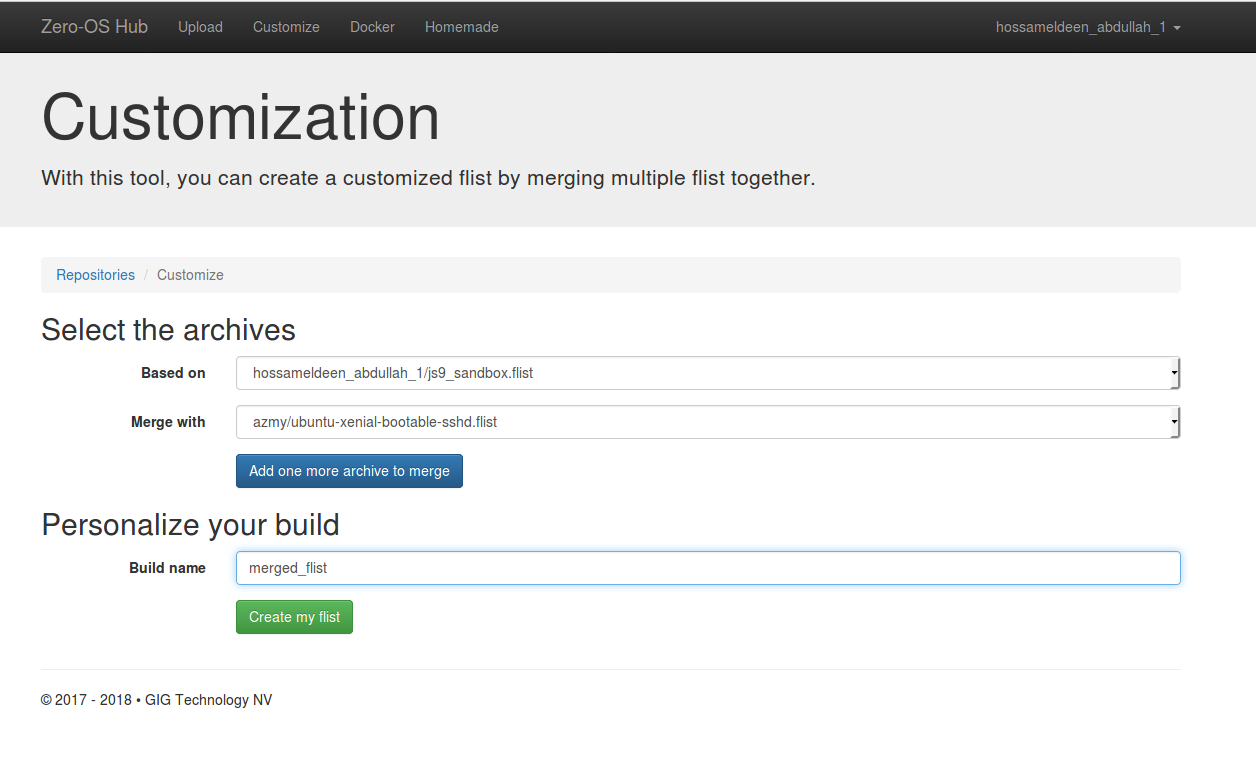 Zero-OS Hub Upload Customize Docker Homemade hossameldeen_abdullah_1
Customization
With this tool, you can create a customized flist by merging multiple flist together.
Repositories / Customize
Select the archives
Based on hossameldeen_abdullah_1/js9_sandbox.flist
Merge with azmy/ubuntu-xenial-bootable-sshd.flist
Add one more archive to merge
Personalize your build
Build name merged_flist
Create my flist
© 2017 - 2018 • GIG Technology NV